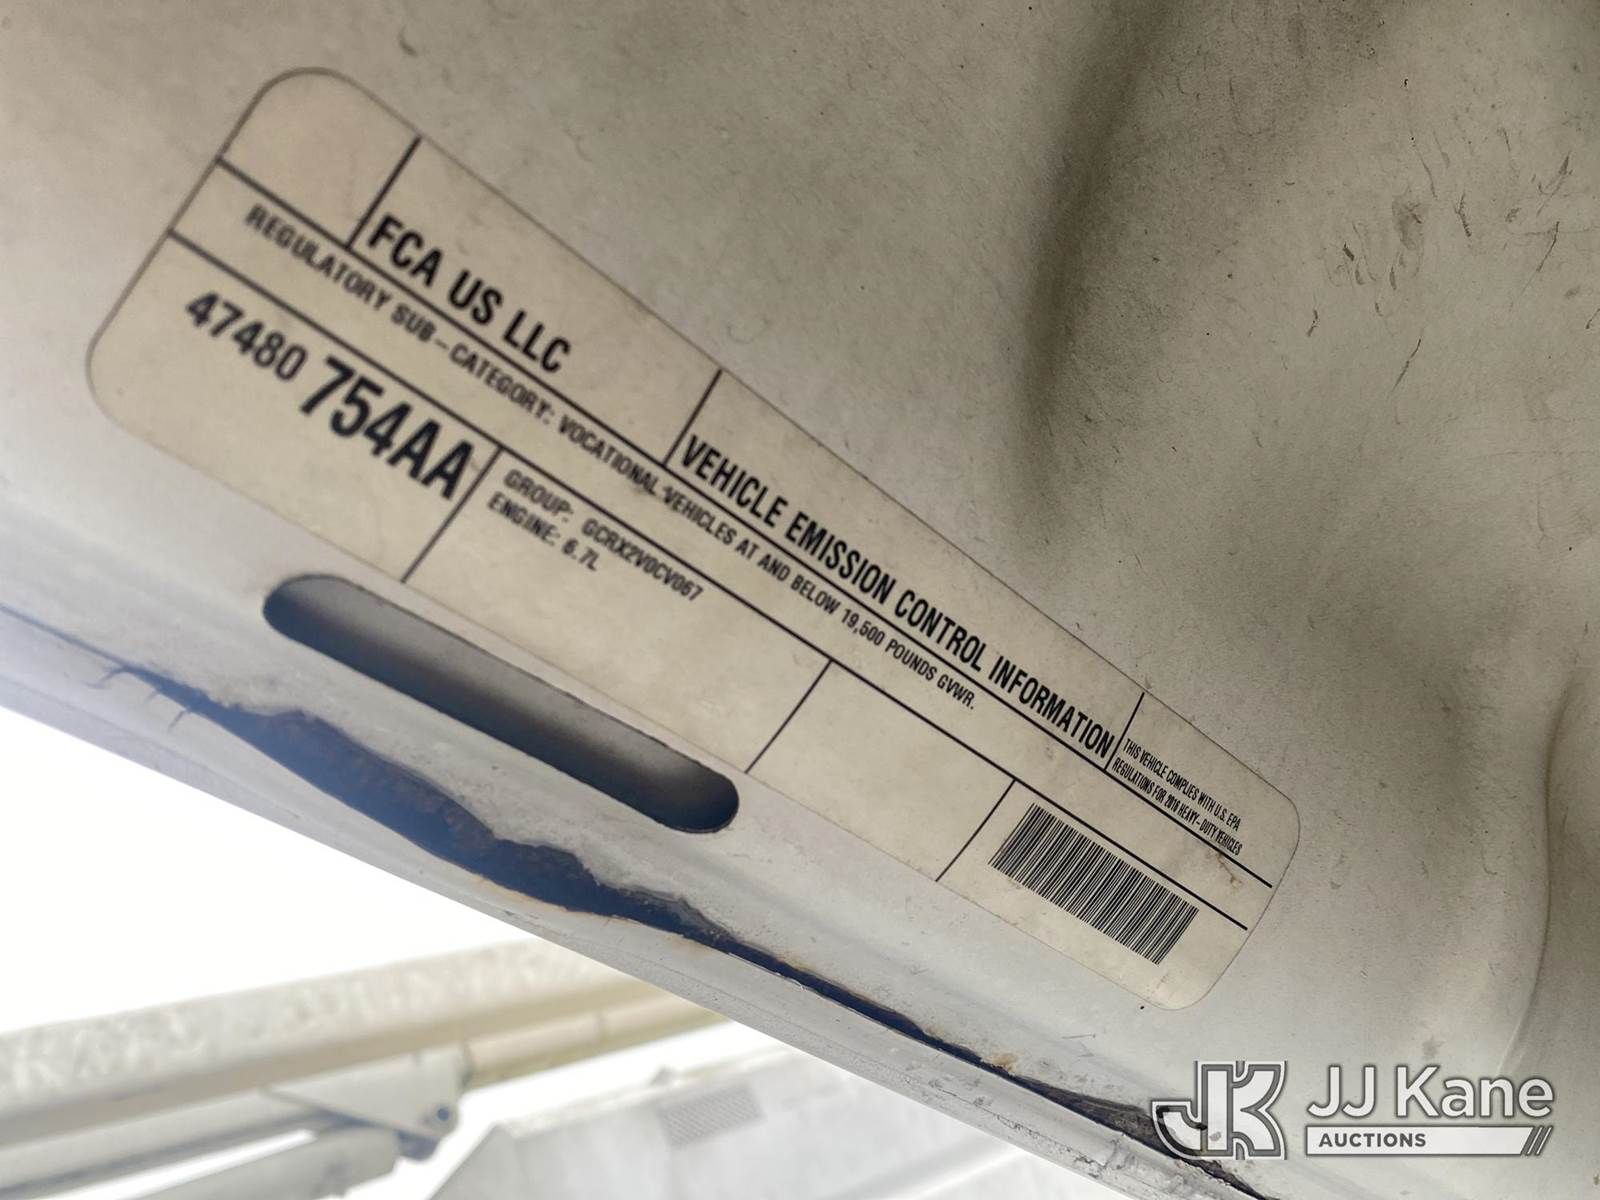 FCA US LLC
VEHICLE EMISSION CONTROL INFORMATION
THIS VEHICLE COMPLIES WITH U.S. EPA
REGULATIONS FOR 2016 HEAVY-DUTY VEHICLES
REGULATORY SUB-CATEGORY: VOCATIONAL VEHICLES AT AND BELOW 19,500 POUNDS GVWR.
47480 754AA
GROUP: GCRX2V0CV067
ENGINE: 6.7L
JK JJ Kane
AUCTIONS